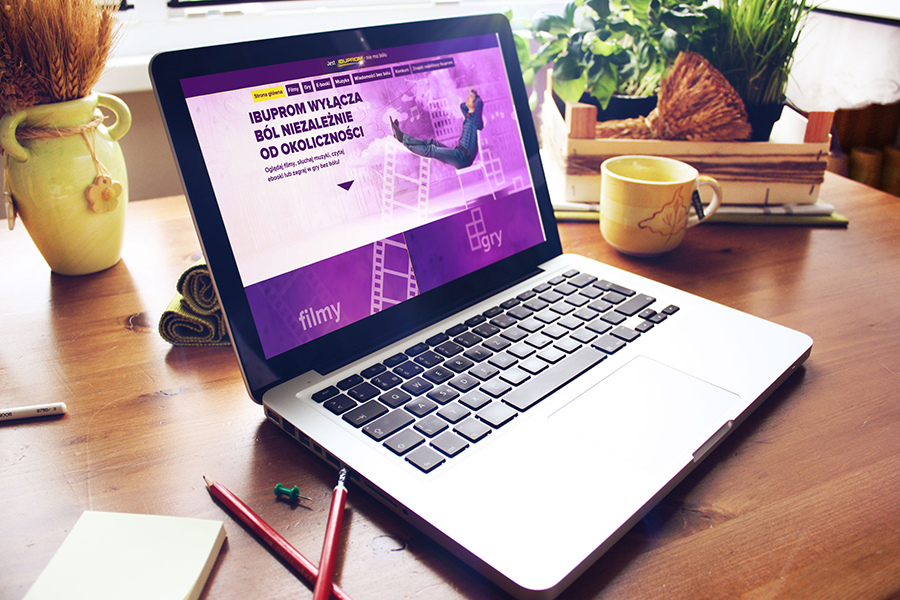 Jest IBUPROM nie ma bólu
Strona główna Filmy Gry E-booki Muzyka Wiadomości bez bólu Konkurs
IBUPROM WYŁĄCZA
BÓL NIEZALEŻNIE
OD OKOLICZNOŚCI
Oglądaj filmy, słuchaj muzyki, czytaj
ebooki lub zagraj w gry bez bólu!
gry
filmy